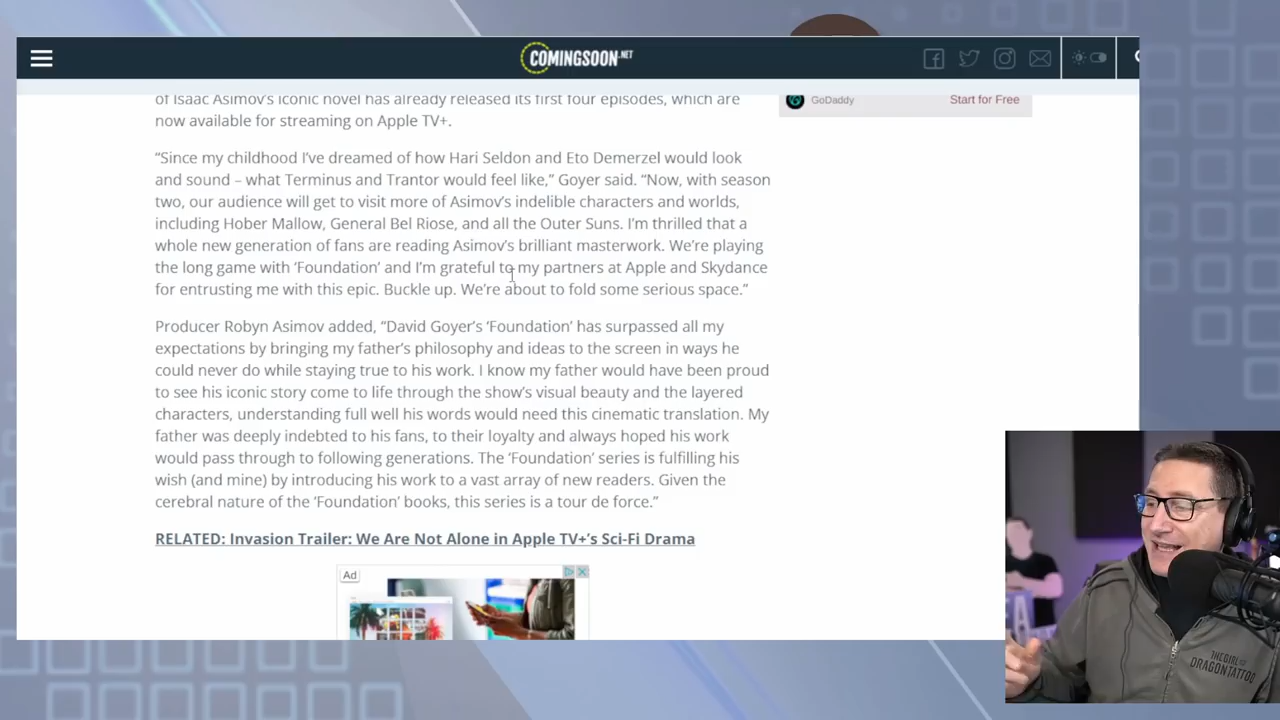 COMINGSOON.NET
of Isaac Asimov's iconic novel has already released its first four episodes, which are
now available for streaming on Apple TV+.
GoDaddy
Start for Free
“Since my childhood I've dreamed of how Hari Seldon and Eto Demerzel would look
and sound – what Terminus and Trantor would feel like,” Goyer said. “Now, with season
two, our audience will get to visit more of Asimov's indelible characters and worlds,
including Hober Mallow, General Bel Riose, and all the Outer Suns. I'm thrilled that a
whole new generation of fans are reading Asimov's brilliant masterwork. We're playing
the long game with ‘Foundation’ and I'm grateful to my partners at Apple and Skydance
for entrusting me with this epic. Buckle up. We're about to fold some serious space.”
Producer Robyn Asimov added, “David Goyer's ‘Foundation’ has surpassed all my
expectations by bringing my father's philosophy and ideas to the screen in ways he
could never do while staying true to his work. I know my father would have been proud
to see his iconic story come to life through the show's visual beauty and the layered
characters, understanding full well his words would need this cinematic translation. My
father was deeply indebted to his fans, to their loyalty and always hoped his work
would pass through to following generations. The ‘Foundation’ series is fulfilling his
wish (and mine) by introducing his work to a vast array of new readers. Given the
cerebral nature of the ‘Foundation’ books, this series is a tour de force.”
RELATED: Invasion Trailer: We Are Not Alone in Apple TV+'s Sci-Fi Drama
Ad
THE GIRL
DRAGON TATTOO